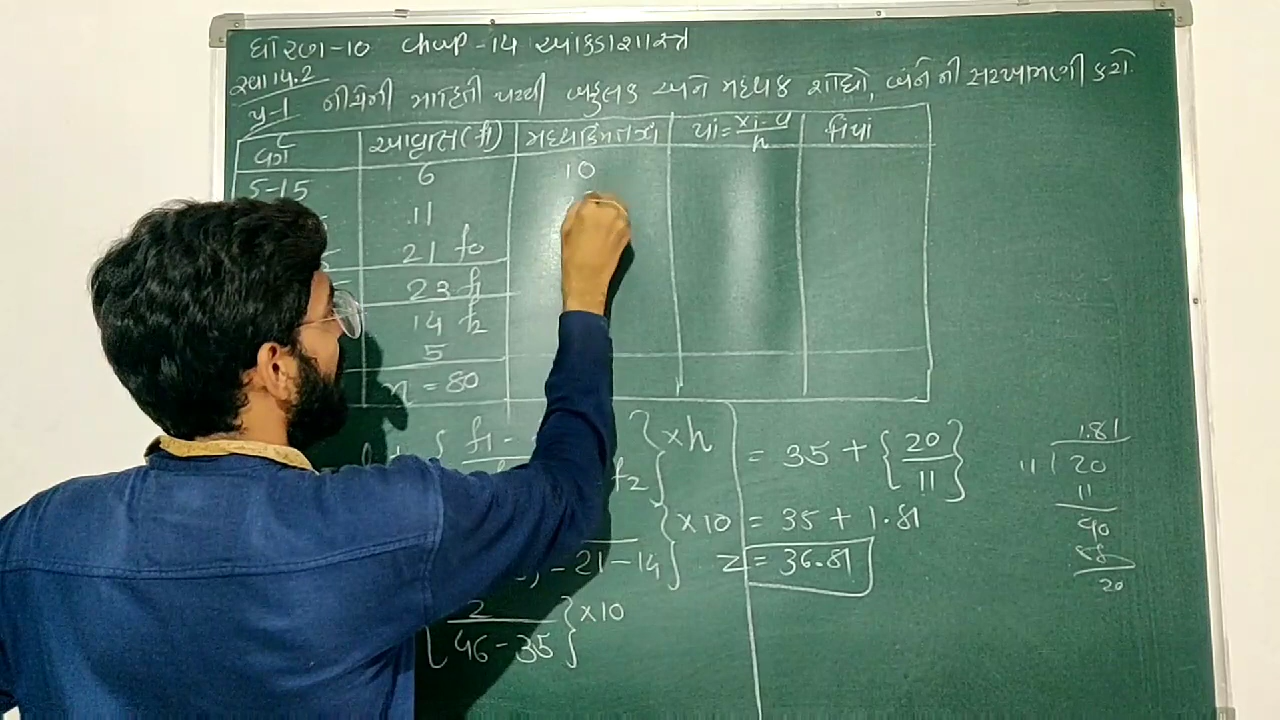 ધોરણ-10 chap-14 આંકડાશાસ્ત્ર
સ્વા 14.2
પ્ર-1 નીચેની માહિતી પરથી બહુલક અને મધ્યક શોધો, બંને ની સરખામણી કરો.
વર્ગ આવૃત્તિ(fi) મધ્યકિંમત xi ui = xi - a / h fiui
5-15 6 10
11
21 f0
23 f1
14 f2
5
n = 80
f1 -
f2 } × h
} × 10
- 21 - 14
{ 2 / 46 - 35 } × 10
= 35 + { 20 / 11 }
= 35 + 1.81
z = 36.81
1.81
11 20
11
90
88
20